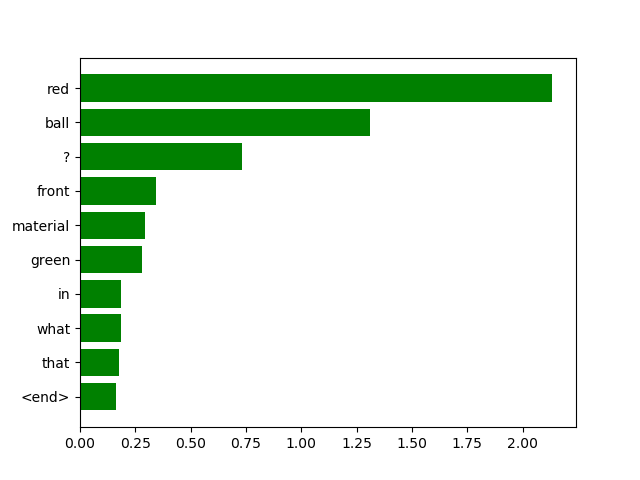 red
ball
?
front
material
green
in
what
that
<end>
0.00 0.25 0.50 0.75 1.00 1.25 1.50 1.75 2.00